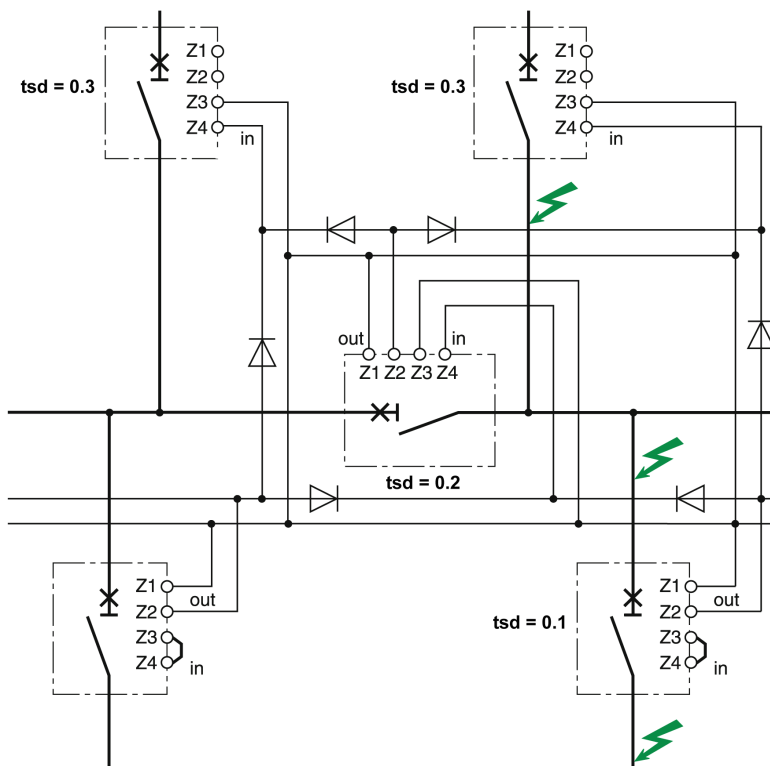 Z1
Z2
tsd = 0.3
Z3
Z4
in
Z1
Z2
tsd = 0.3
Z3
Z4
in
out
in
Z1 Z2 Z3 Z4
tsd = 0.2
Z1
out
Z2
Z3
Z4
in
Z1
out
Z2
tsd = 0.1
Z3
Z4
in